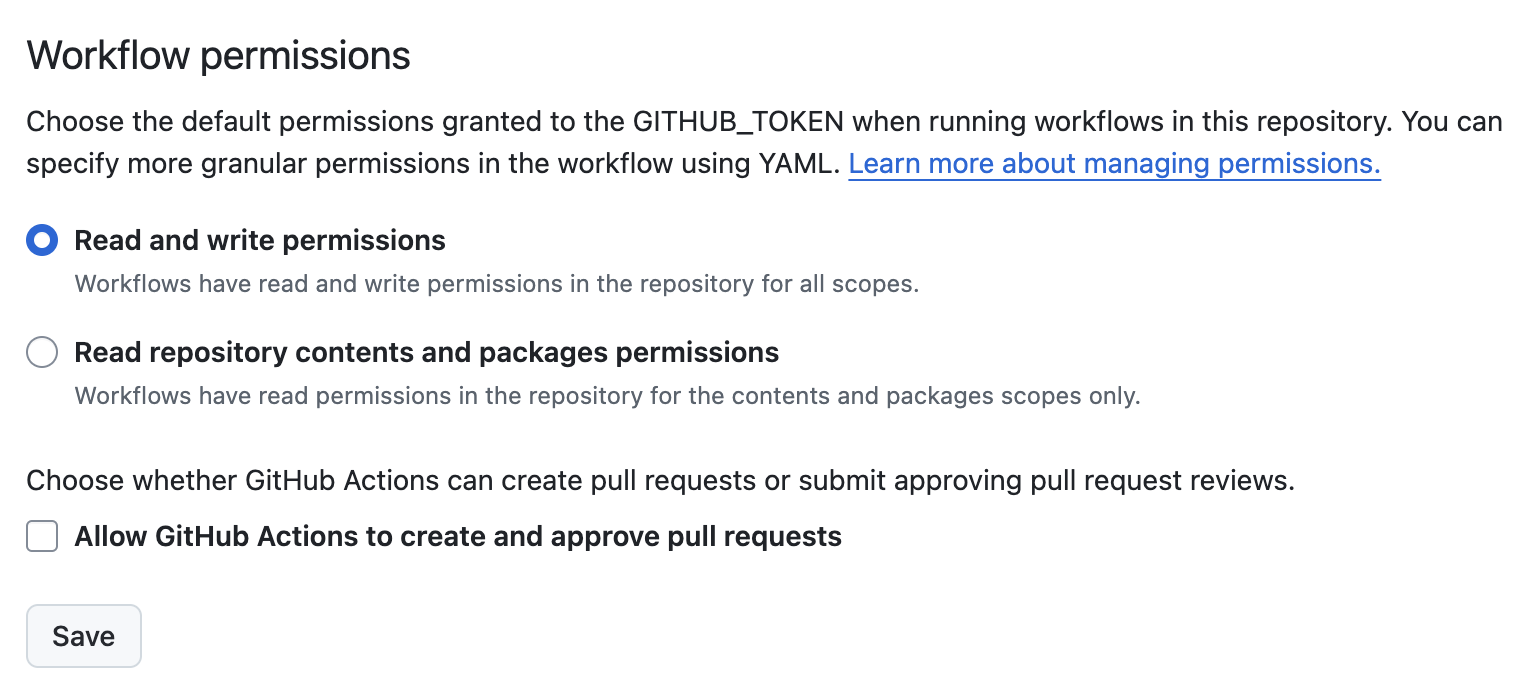 Workflow permissions
Choose the default permissions granted to the GITHUB_TOKEN when running workflows in this repository. You can
specify more granular permissions in the workflow using YAML. Learn more about managing permissions.
Read and write permissions
Workflows have read and write permissions in the repository for all scopes.
Read repository contents and packages permissions
Workflows have read permissions in the repository for the contents and packages scopes only.
Choose whether GitHub Actions can create pull requests or submit approving pull request reviews.
Allow GitHub Actions to create and approve pull requests
Save